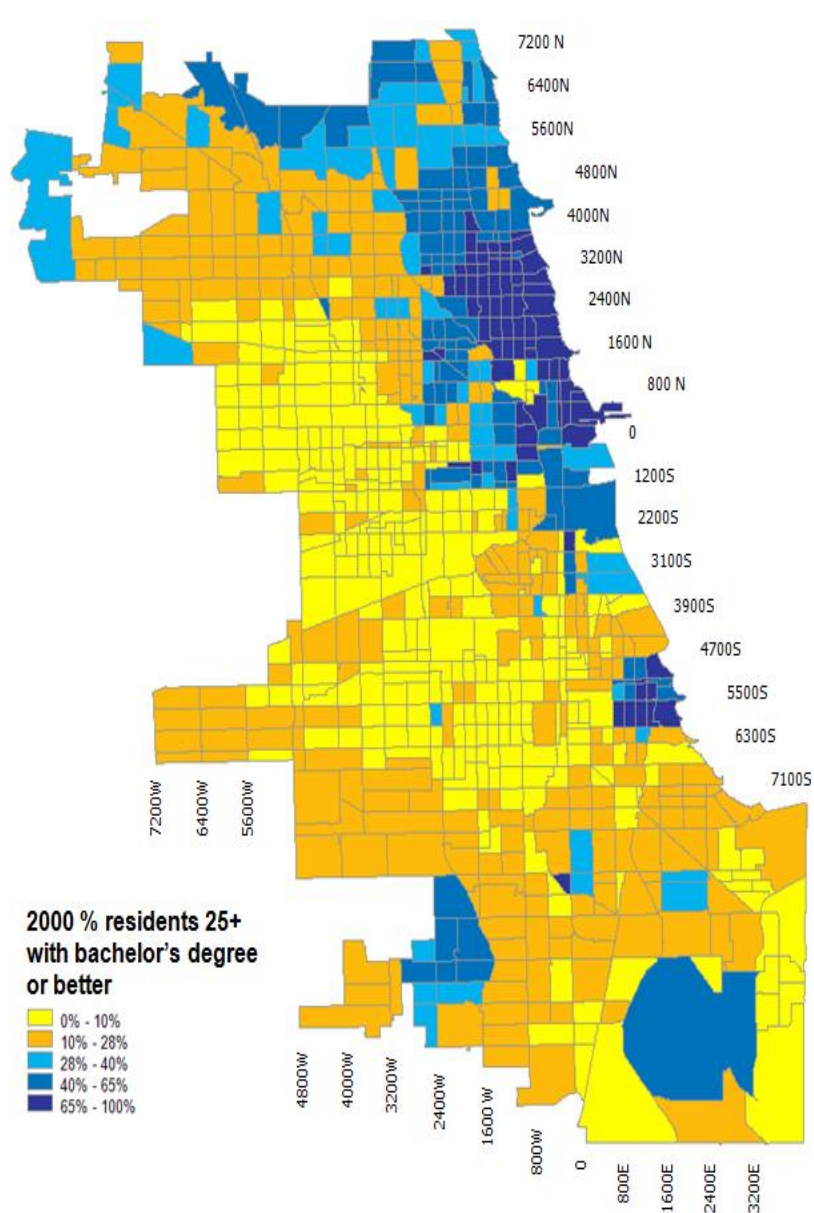 7200 N
6400N
5600N
4800N
4000N
3200N
2400N
1600 N
800 N
0
1200S
2200S
3100S
3900S
4700S
5500S
6300S
7100S
7200W
6400W
5600W
2000 % residents 25+
with bachelor's degree
or better
0% - 10%
10% - 28%
28% - 40%
40% - 65%
65% - 100%
4800W
4000W
3200W
2400W
1600 W
800W
0
800E
1600E
2400E
3200E